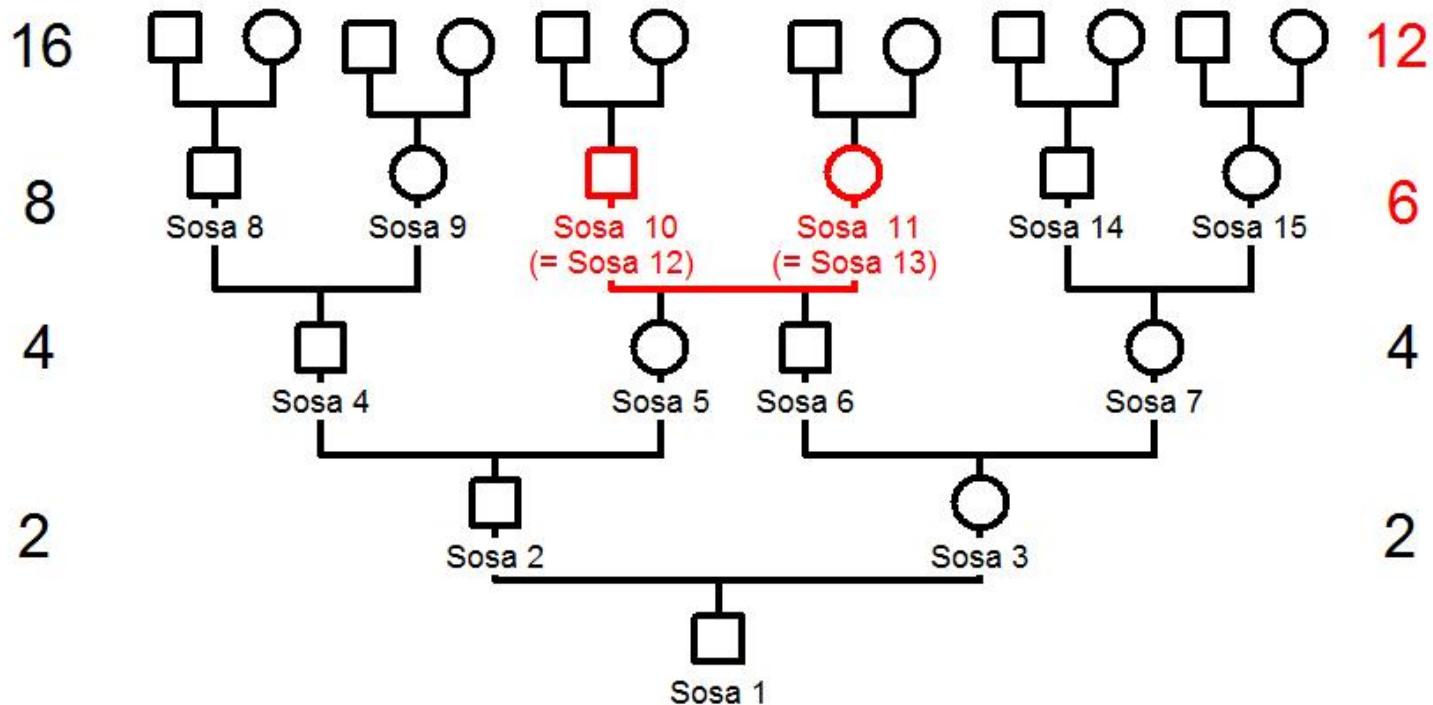 16 12
8 6
Sosa 8 Sosa 9 Sosa 10 Sosa 11 Sosa 14 Sosa 15
(= Sosa 12) (= Sosa 13)
4 4
Sosa 4 Sosa 5 Sosa 6 Sosa 7
2 2
Sosa 2 Sosa 3
Sosa 1